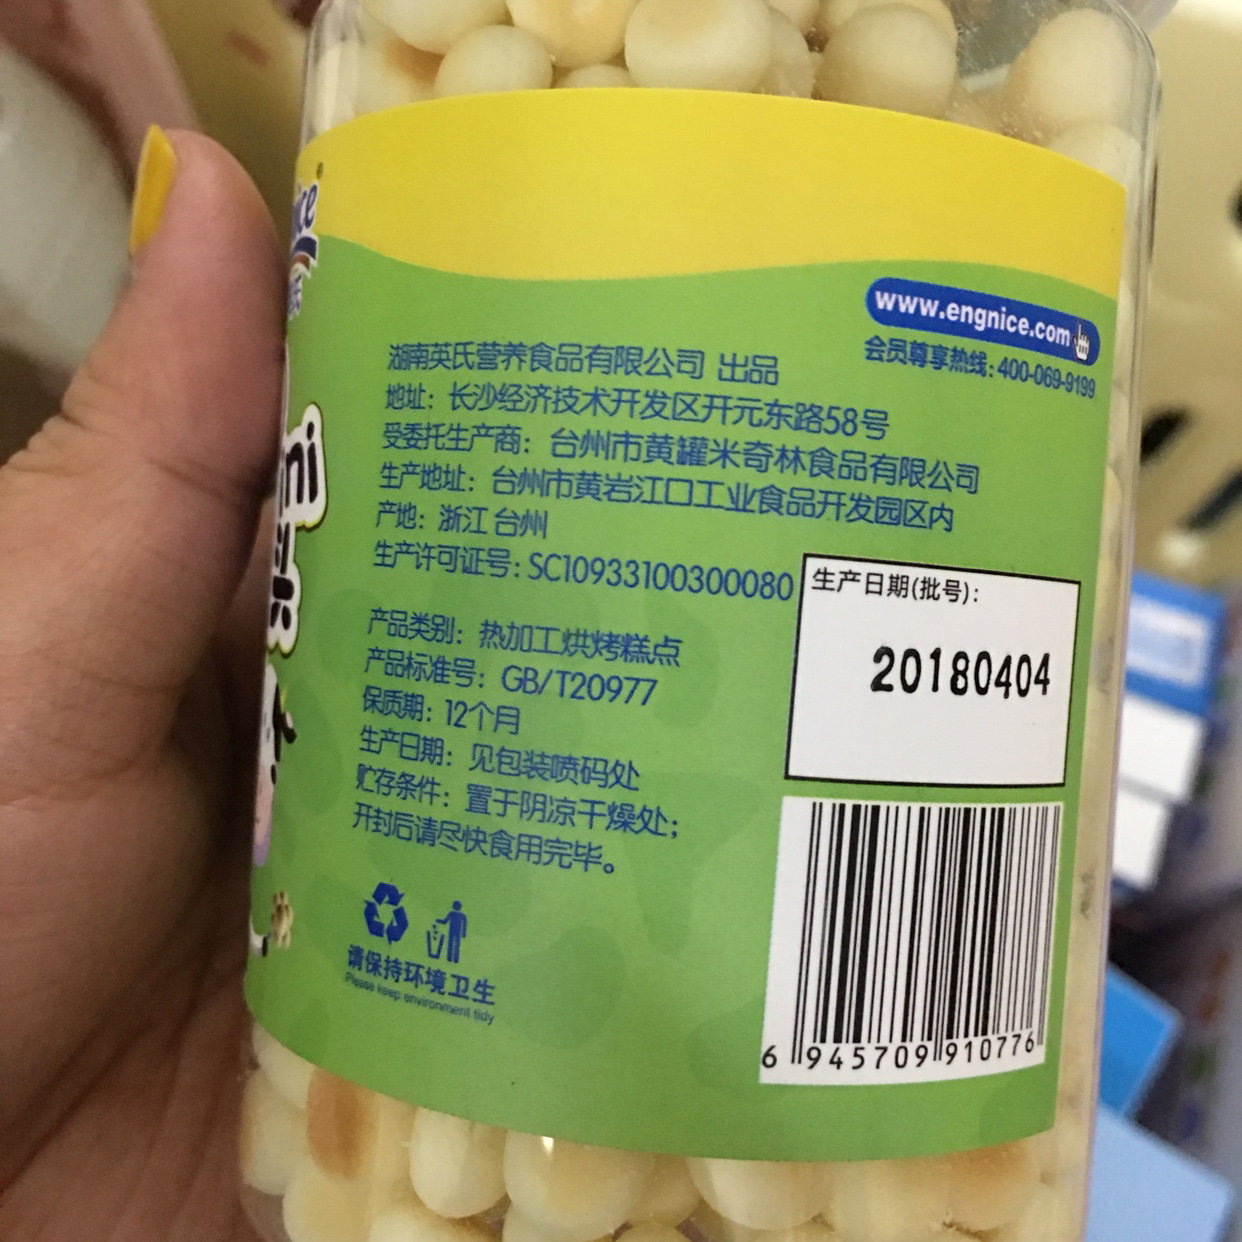 www.engnice.com
会员尊享热线:400-069-9199
湖南英氏营养食品有限公司 出品
地址：长沙经济技术开发区开元东路58号
受委托生产商：台州市黄罐米奇林食品有限公司
生产地址：台州市黄岩江口工业食品开发园区内
产地：浙江 台州
生产许可证号：SC10933100300080
产品类别：热加工烘烤糕点
产品标准号：GB/T20977
保质期：12个月
生产日期：见包装喷码处
贮存条件：置于阴凉干燥处；
开封后请尽快食用完毕。
生产日期(批号)：
20180404
请保持环境卫生
Please keep environment tidy
6 945709 910776